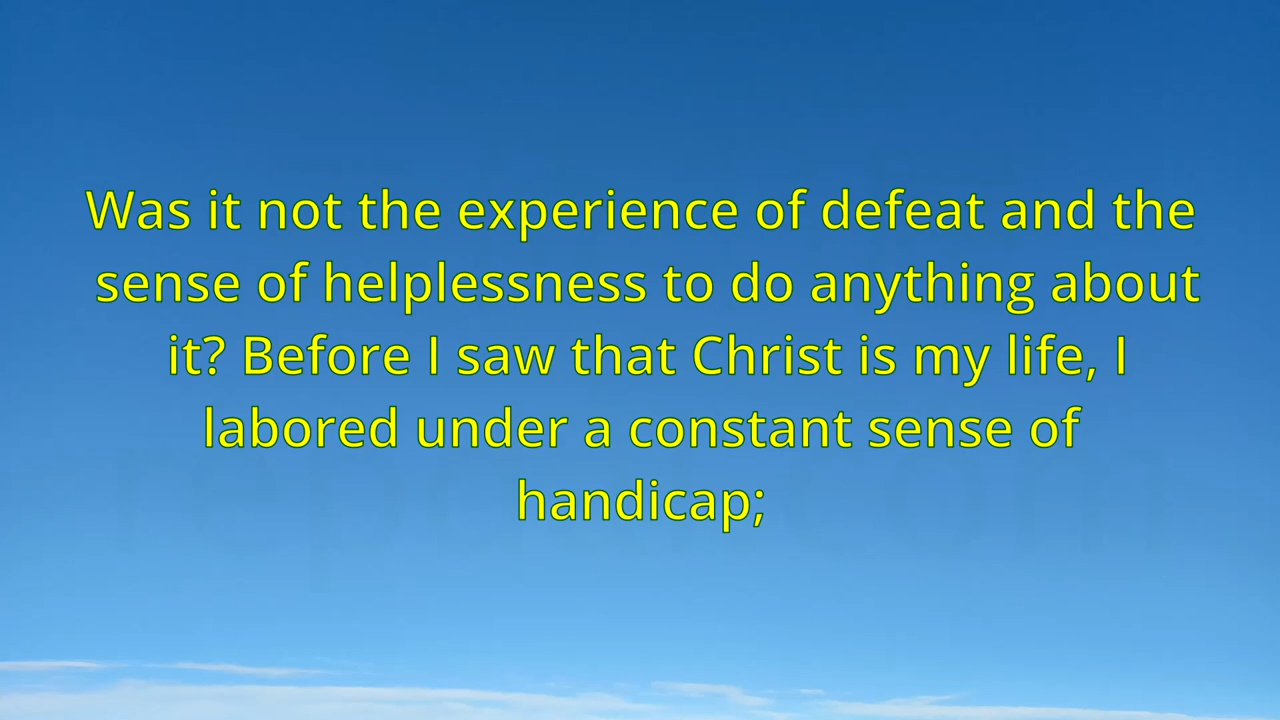 Was it not the experience of defeat and the
sense of helplessness to do anything about
it? Before I saw that Christ is my life, I
labored under a constant sense of
handicap;